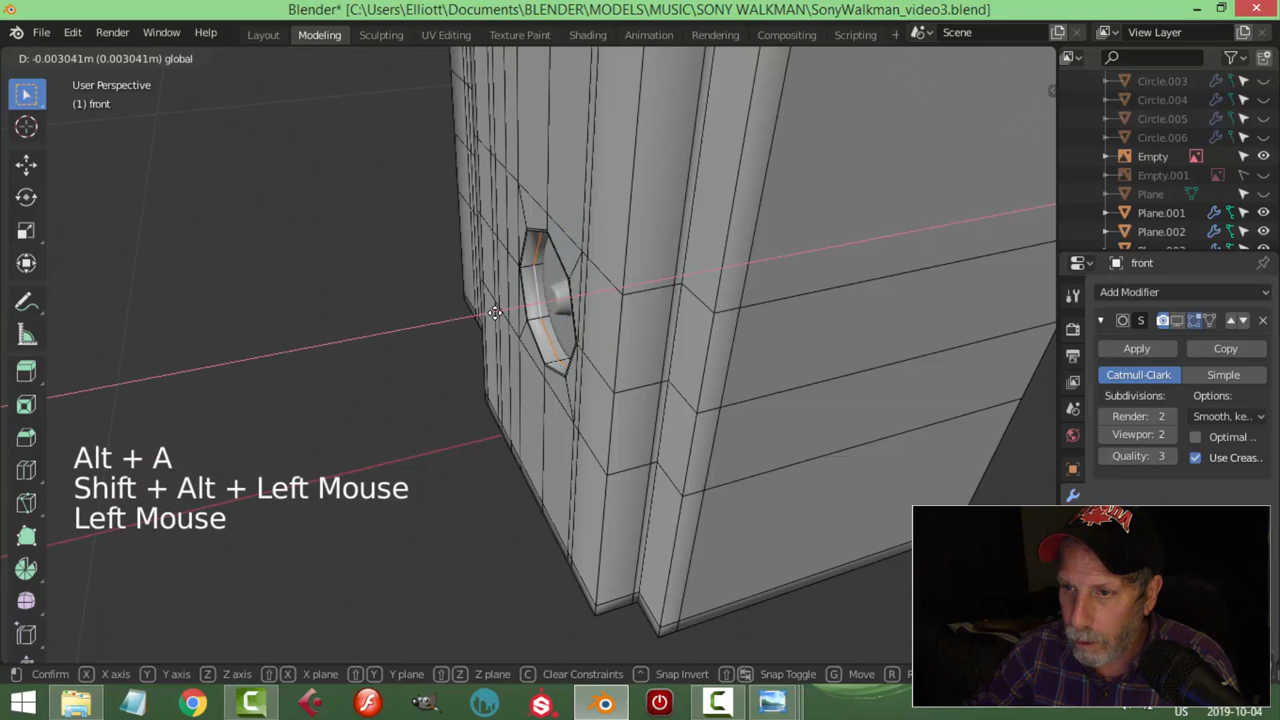 Blender* [C:\Users\Elliott\Documents\BLENDER\MODELS\MUSIC\SONY WALKMAN\SonyWalkman_video3.blend]
File Edit Render Window Help Layout Modeling Sculpting UV Editing Texture Paint Shading Animation Rendering Compositing Scripting + Scene View Layer
D: -0.003041m (0.003041m) global
User Perspective
(1) front
Circle.003
Circle.004
Circle.005
Circle.006
Empty
Empty.001
Plane
Plane.001
Plane.002
front
Add Modifier
S
Apply Copy
Catmull-Clark Simple
Subdivisions: Options:
Render: 2 Smooth, ke..
Viewpor: 2 Optimal ..
Quality: 3 Use Creas..
Alt + A
Shift + Alt + Left Mouse
Left Mouse
Confirm X X axis Y Y axis Z Z axis X X plane Y Y plane Z Z plane C Clear Constraints Snap Invert Snap Toggle G Move R
US 2019-10-04